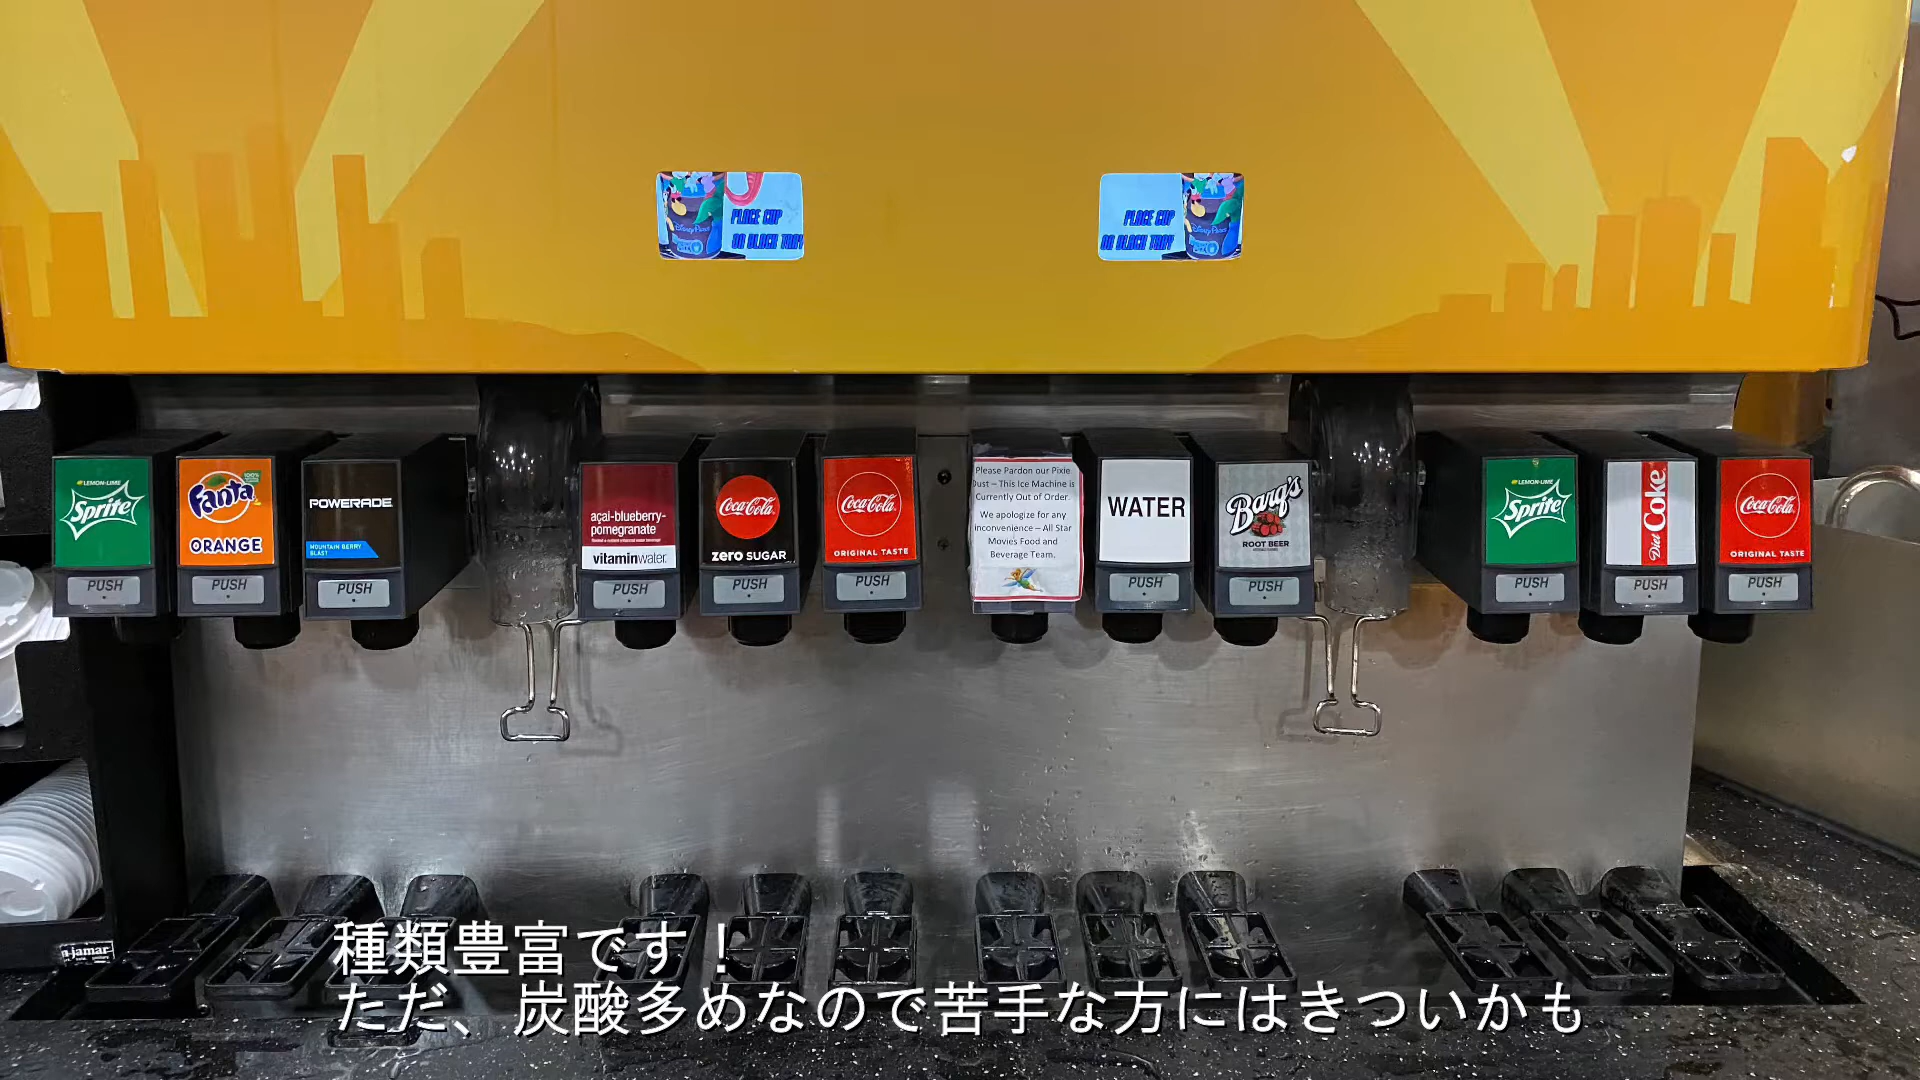 PLACE CUP
ON BLACK TRAY
Disney Parks
PLACE CUP
ON BLACK TRAY
Disney Parks
LEMON-LIME
Sprite
PUSH
Fanta
ORANGE
PUSH
POWERADE
MOUNTAIN BERRY
BLAST
PUSH
açai-blueberry-
pomegranate
vitaminwater.
PUSH
Coca-Cola
zero SUGAR
PUSH
Coca-Cola
ORIGINAL TASTE
PUSH
Please Pardon our Pixie
Dust – This Ice Machine is
Currently Out of Order.
We apologize for any
inconvenience – All Star
Movies Food and
Beverage Team.
WATER
PUSH
Barq's
ROOT BEER
PUSH
LEMON-LIME
Sprite
PUSH
Diet Coke
PUSH
Coca-Cola
ORIGINAL TASTE
PUSH
n jamar
種類豊富です！
ただ、炭酸多めなので苦手な方にはきついかも